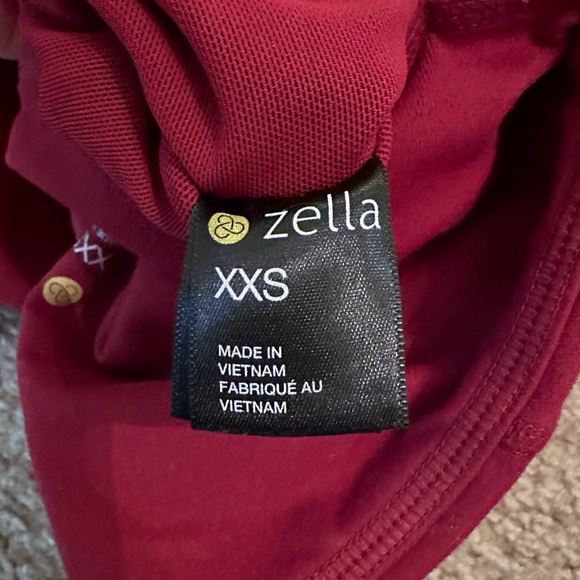 zella
XXS
MADE IN
VIETNAM
FABRIQUÉ AU
VIETNAM